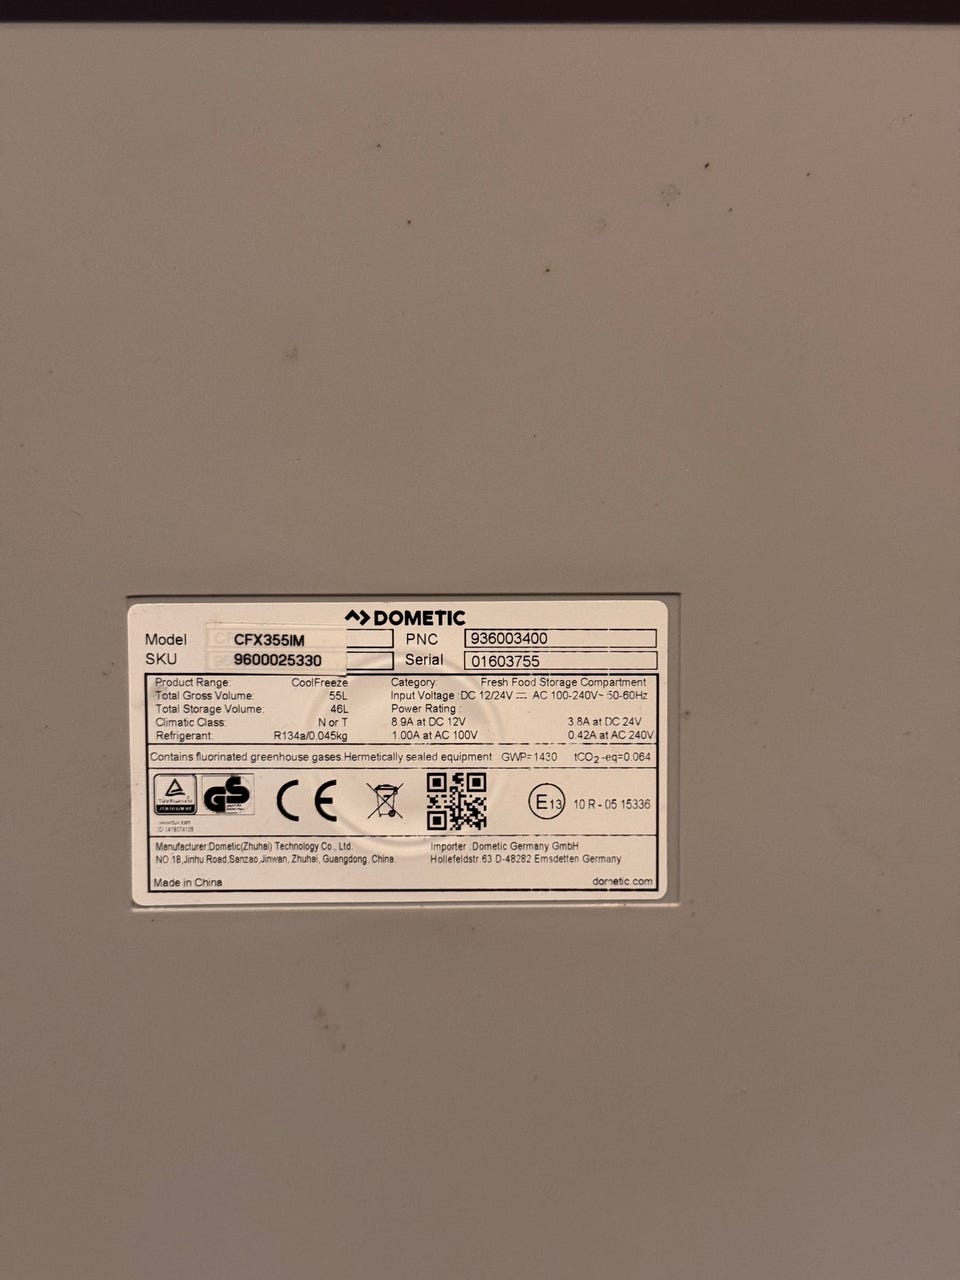 DOMETIC
Model CFX355IM PNC 936003400
SKU 9600025330 Serial 01603755
Product Range: CoolFreeze Category: Fresh Food Storage Compartment
Total Gross Volume: 55L Input Voltage :DC 12/24V ⎓ AC 100-240V~ 50-60Hz
Total Storage Volume: 46L Power Rating :
Climatic Class: N or T 8.9A at DC 12V 3.8A at DC 24V
Refrigerant: R134a/0.045kg 1.00A at AC 100V 0.42A at AC 240V
Contains fluorinated greenhouse gases.Hermetically sealed equipment GWP=1430 tCO₂-eq=0.064
GS CE E13 10 R - 05 15336
www.tuv.com
Manufacturer:Dometic(Zhuhai) Technology Co., Ltd. Importer :Dometic Germany GmbH
NO.18,Jinhu Road,Sanzao,Jinwan, Zhuhai, Guangdong, China. Hollefeldstr.63 D-48282 Emsdetten Germany
Made in China dometic.com